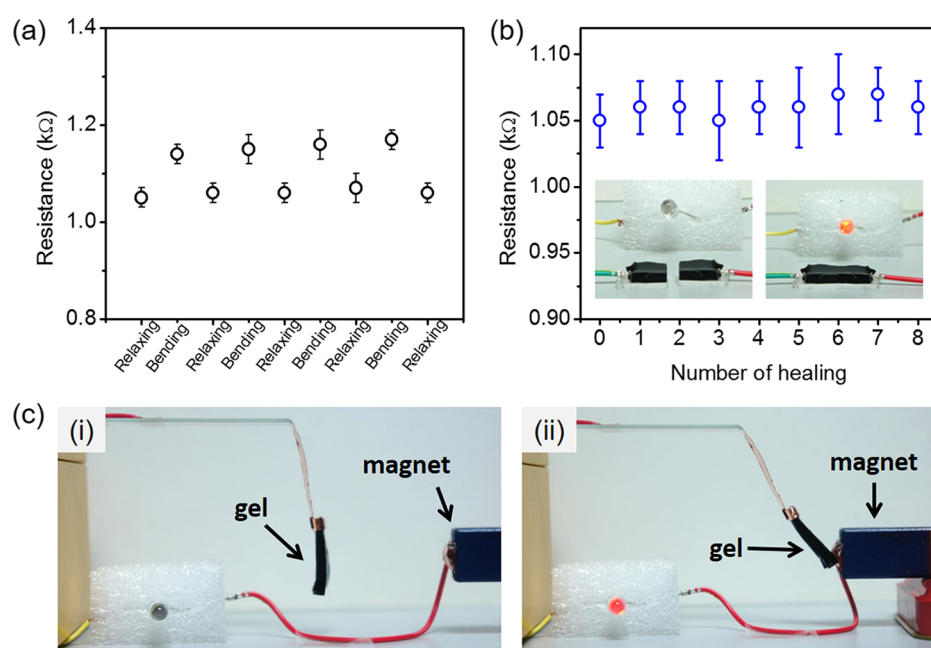 (a)
1.4
1.2
1.0
0.8
Resistance (kΩ)
Relaxing
Bending
Relaxing
Bending
Relaxing
Bending
Relaxing
Bending
Relaxing
(b)
1.10
1.05
1.00
0.95
0.90
Resistance (kΩ)
0 1 2 3 4 5 6 7 8
Number of healing
(c)
(i)
magnet
gel
(ii)
magnet
gel